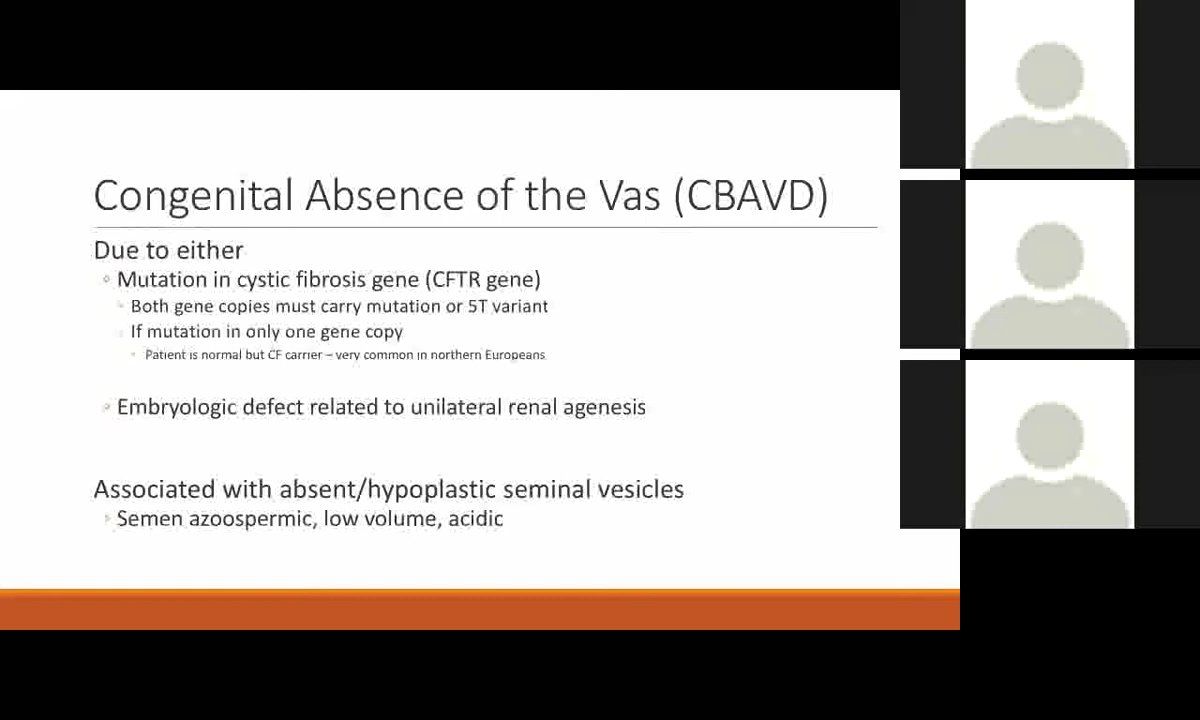 Congenital Absence of the Vas (CBAVD)
Due to either
Mutation in cystic fibrosis gene (CFTR gene)
Both gene copies must carry mutation or 5T variant
If mutation in only one gene copy
Patient is normal but CF carrier – very common in northern Europeans
Embryologic defect related to unilateral renal agenesis
Associated with absent/hypoplastic seminal vesicles
Semen azoospermic, low volume, acidic